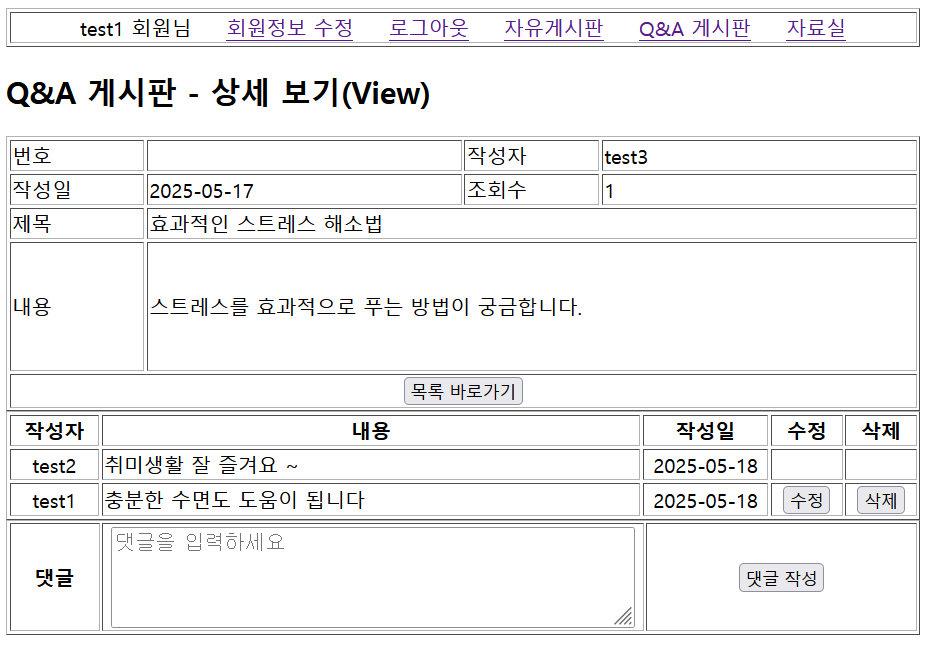 test1 회원님 회원정보 수정 로그아웃 자유게시판 Q&A 게시판 자료실
Q&A 게시판 - 상세 보기(View)
번호 작성자 test3
작성일 2025-05-17 조회수 1
제목 효과적인 스트레스 해소법
내용 스트레스를 효과적으로 푸는 방법이 궁금합니다.
목록 바로가기
작성자 내용 작성일 수정 삭제
test2 취미생활 잘 즐겨요 ~ 2025-05-18
test1 충분한 수면도 도움이 됩니다 2025-05-18 수정 삭제
댓글 댓글을 입력하세요 댓글 작성